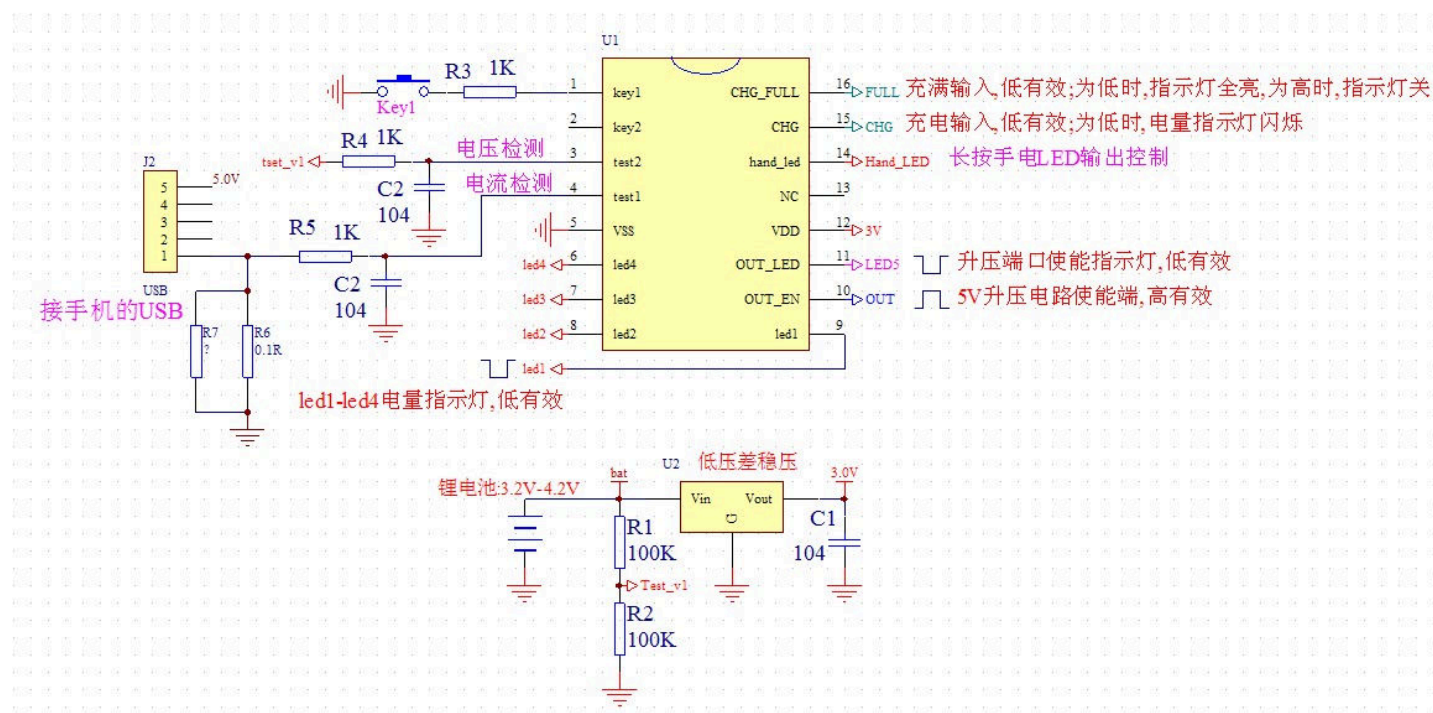 U1
R3 1K
Key1
1 key1
2 key2
3 test2
4 test1
5 VSS
6 led4
7 led3
8 led2
CHG_FULL 16 FULL 充满输入,低有效;为低时,指示灯全亮,为高时,指示灯关
CHG 15 CHG 充电输入,低有效;为低时,电量指示灯闪烁
hand_led 14 Hand_LED 长按手电LED输出控制
NC 13
VDD 12 3V
OUT_LED 11 LED5 升压端口使能指示灯,低有效
OUT_EN 10 OUT 5V升压电路使能端,高有效
led1 9
R4 1K
tset_v1
电压检测
C2
104
电流检测
J2
5 5.0V
4
3
2
1
USB
接手机的USB
R5 1K
C2
104
R7
?
R6
0.1R
led4
led3
led2
led1
led1-led4电量指示灯,低有效
锂电池:3.2V-4.2V
bat
U2 低压差稳压
3.0V
Vin Vout
G
R1
100K
C1
104
Test_v1
R2
100K